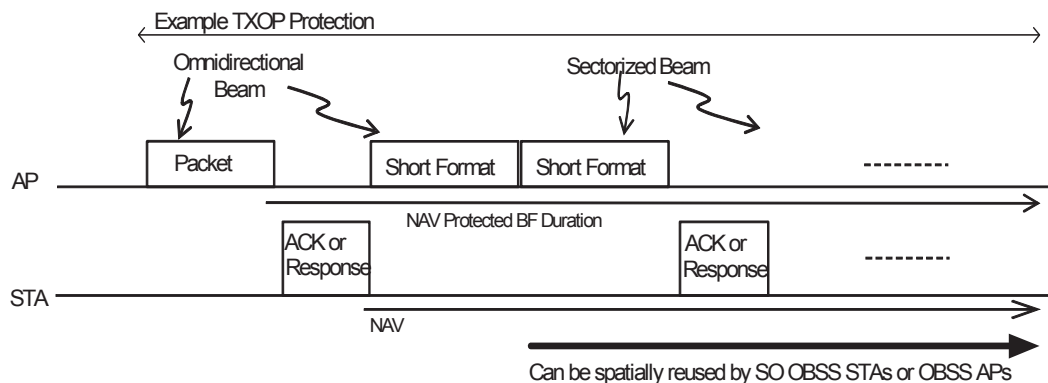 Example TXOP Protection
Omnidirectional
Beam
Sectorized Beam
Packet
Short Format
Short Format
AP
NAV Protected BF Duration
ACK or
Response
ACK or
Response
STA
NAV
Can be spatially reused by SO OBSS STAs or OBSS APs